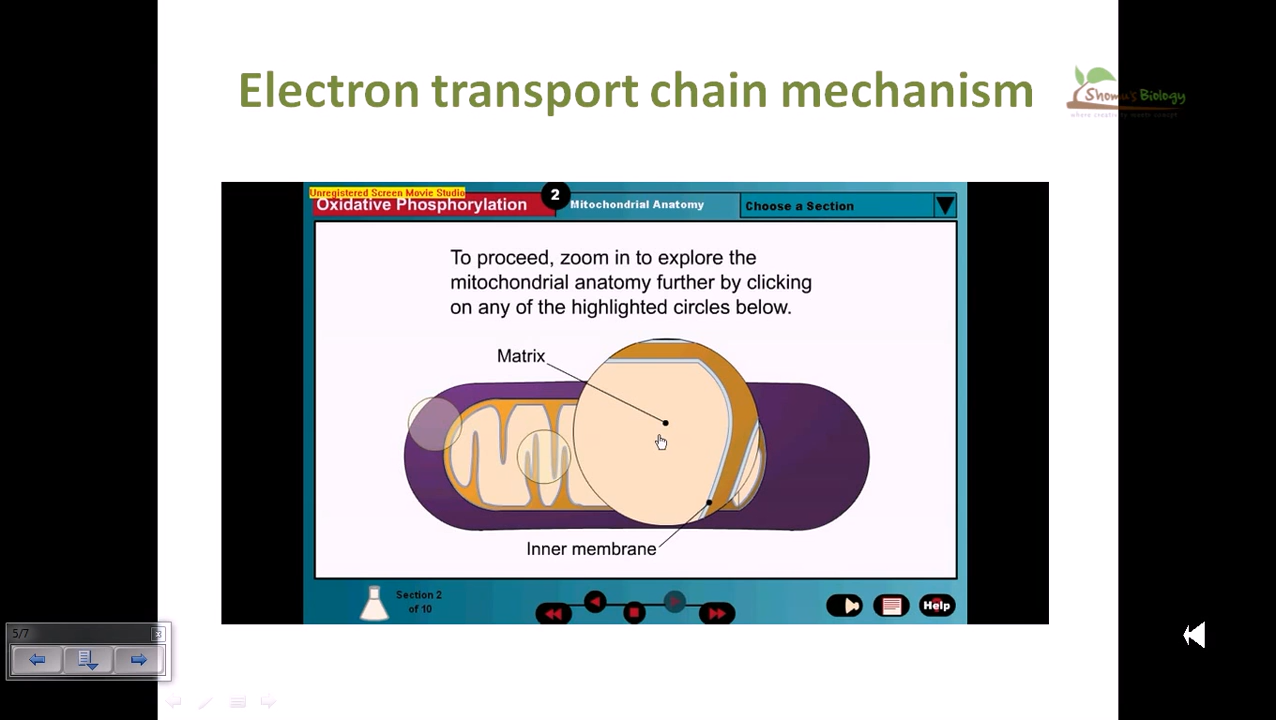 Electron transport chain mechanism
Shomu's Biology
Unregistered Screen Movie Studio
Oxidative Phosphorylation
2
Mitochondrial Anatomy
Choose a Section
To proceed, zoom in to explore the
mitochondrial anatomy further by clicking
on any of the highlighted circles below.
Matrix
Inner membrane
Section 2
of 10
Help
5/7